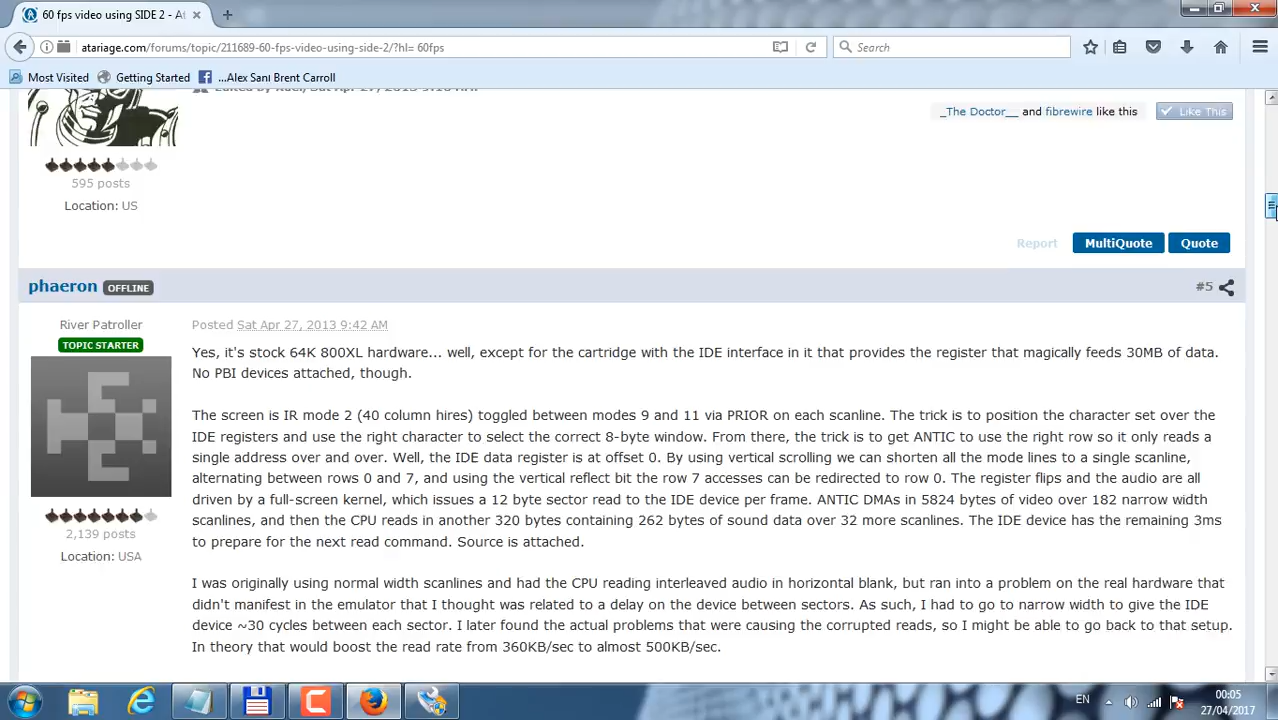 60 fps video using SIDE 2 - At
atariage.com/forums/topic/211689-60-fps-video-using-side-2/?hl= 60fps
Search
Most Visited
Getting Started
...Alex Sani Brent Carroll
_The Doctor__ and fibrewire like this
Like This
595 posts
Location: US
Report
MultiQuote
Quote
phaeron OFFLINE
#5
River Patroller
TOPIC STARTER
2,139 posts
Location: USA
Posted Sat Apr 27, 2013 9:42 AM
Yes, it's stock 64K 800XL hardware... well, except for the cartridge with the IDE interface in it that provides the register that magically feeds 30MB of data.
No PBI devices attached, though.
The screen is IR mode 2 (40 column hires) toggled between modes 9 and 11 via PRIOR on each scanline. The trick is to position the character set over the
IDE registers and use the right character to select the correct 8-byte window. From there, the trick is to get ANTIC to use the right row so it only reads a
single address over and over. Well, the IDE data register is at offset 0. By using vertical scrolling we can shorten all the mode lines to a single scanline,
alternating between rows 0 and 7, and using the vertical reflect bit the row 7 accesses can be redirected to row 0. The register flips and the audio are all
driven by a full-screen kernel, which issues a 12 byte sector read to the IDE device per frame. ANTIC DMAs in 5824 bytes of video over 182 narrow width
scanlines, and then the CPU reads in another 320 bytes containing 262 bytes of sound data over 32 more scanlines. The IDE device has the remaining 3ms
to prepare for the next read command. Source is attached.
I was originally using normal width scanlines and had the CPU reading interleaved audio in horizontal blank, but ran into a problem on the real hardware that
didn't manifest in the emulator that I thought was related to a delay on the device between sectors. As such, I had to go to narrow width to give the IDE
device ~30 cycles between each sector. I later found the actual problems that were causing the corrupted reads, so I might be able to go back to that setup.
In theory that would boost the read rate from 360KB/sec to almost 500KB/sec.
EN
00:05
27/04/2017